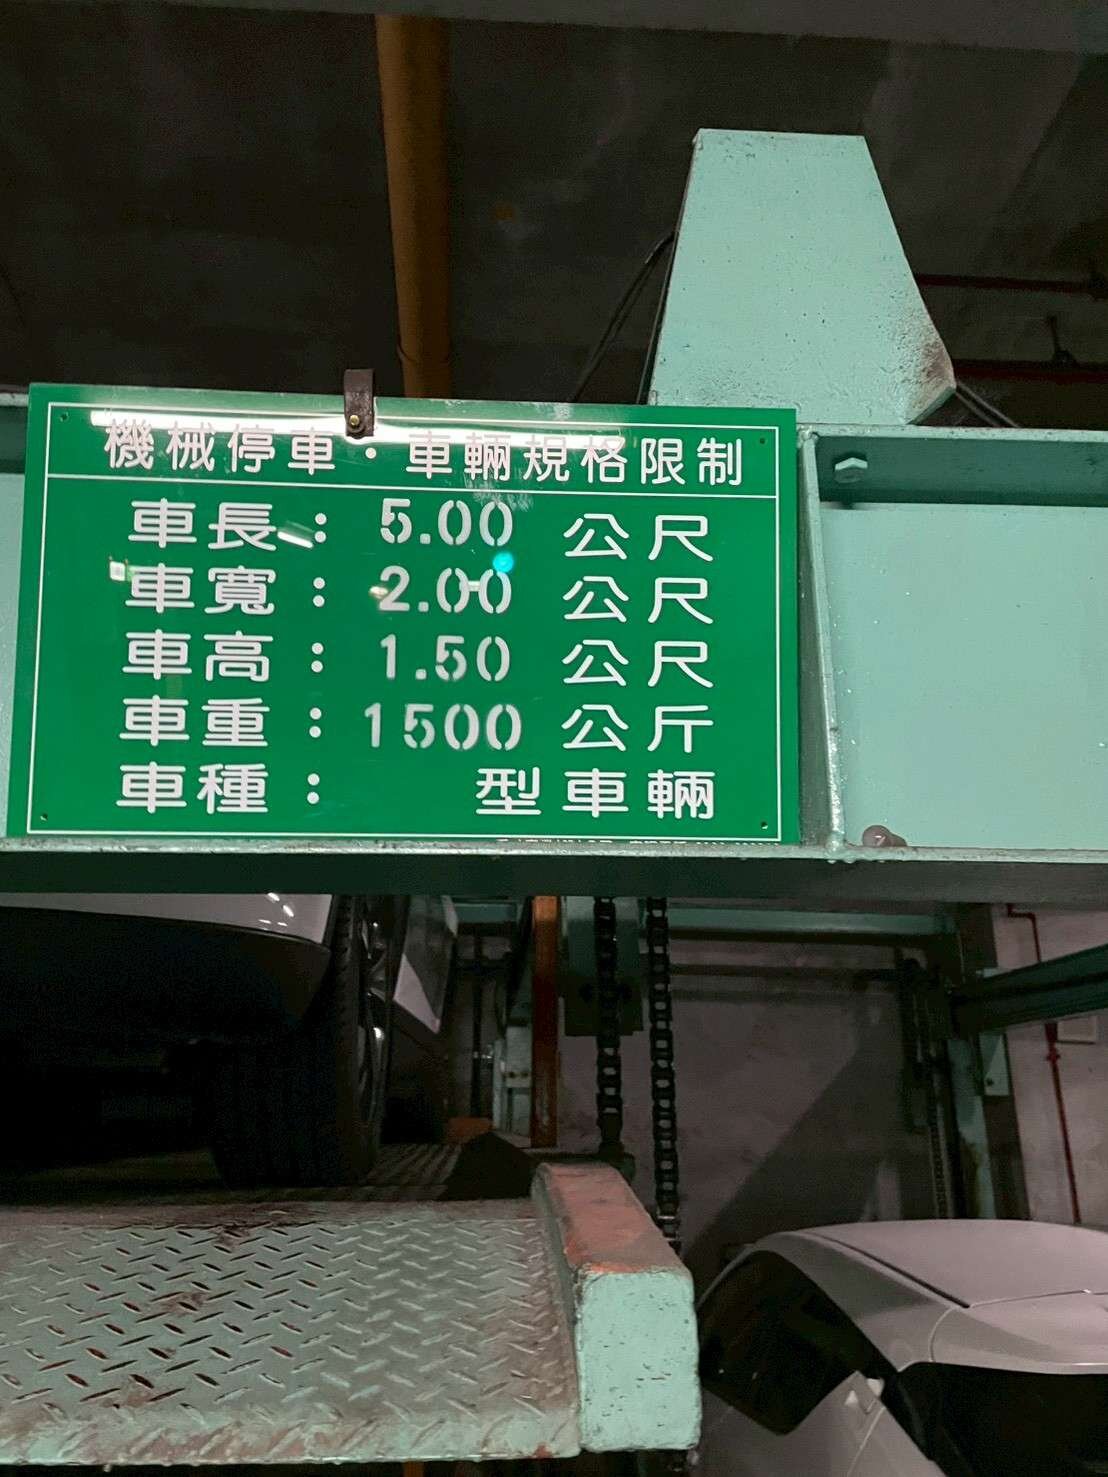 機械停車・車輛規格限制
車長：5.00 公尺
車寬：2.00 公尺
車高：1.50 公尺
車重：1500 公斤
車種：　　型車輛